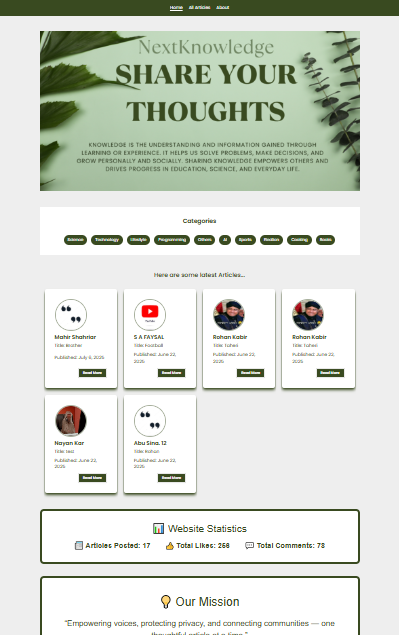 Home All Articles About
NextKnowledge
SHARE YOUR
THOUGHTS
KNOWLEDGE IS THE UNDERSTANDING AND INFORMATION GAINED THROUGH
LEARNING OR EXPERIENCE. IT HELPS US SOLVE PROBLEMS, MAKE DECISIONS, AND
GROW PERSONALLY AND SOCIALLY. SHARING KNOWLEDGE EMPOWERS OTHERS AND
DRIVES PROGRESS IN EDUCATION, SCIENCE, AND EVERYDAY LIFE.
Categories
Science Technology Lifestyle Programming Others Ai Sports Realion Cooking Books
Here are some latest Articles...
Mahir Shahriar
Title: Brother
Published: July 5, 2025
Read More
S A FAYSAL
Title: Football
Published: June 22,
2025
Read More
Rohan Kabir
Title: Taheri
Published: June 22,
2025
Read More
Rohan Kabir
Title: Taheri
Published: June 22,
2025
Read More
Nayan Kar
Title: test
Published: June 22,
2025
Read More
Abu Sina. 12
Title: Rohan
Published: June 22,
2025
Read More
Website Statistics
Articles Posted: 17 Total Likes: 256 Total Comments: 78
Our Mission
"Empowering voices, protecting privacy, and connecting communities — one
thoughtful article at a time."